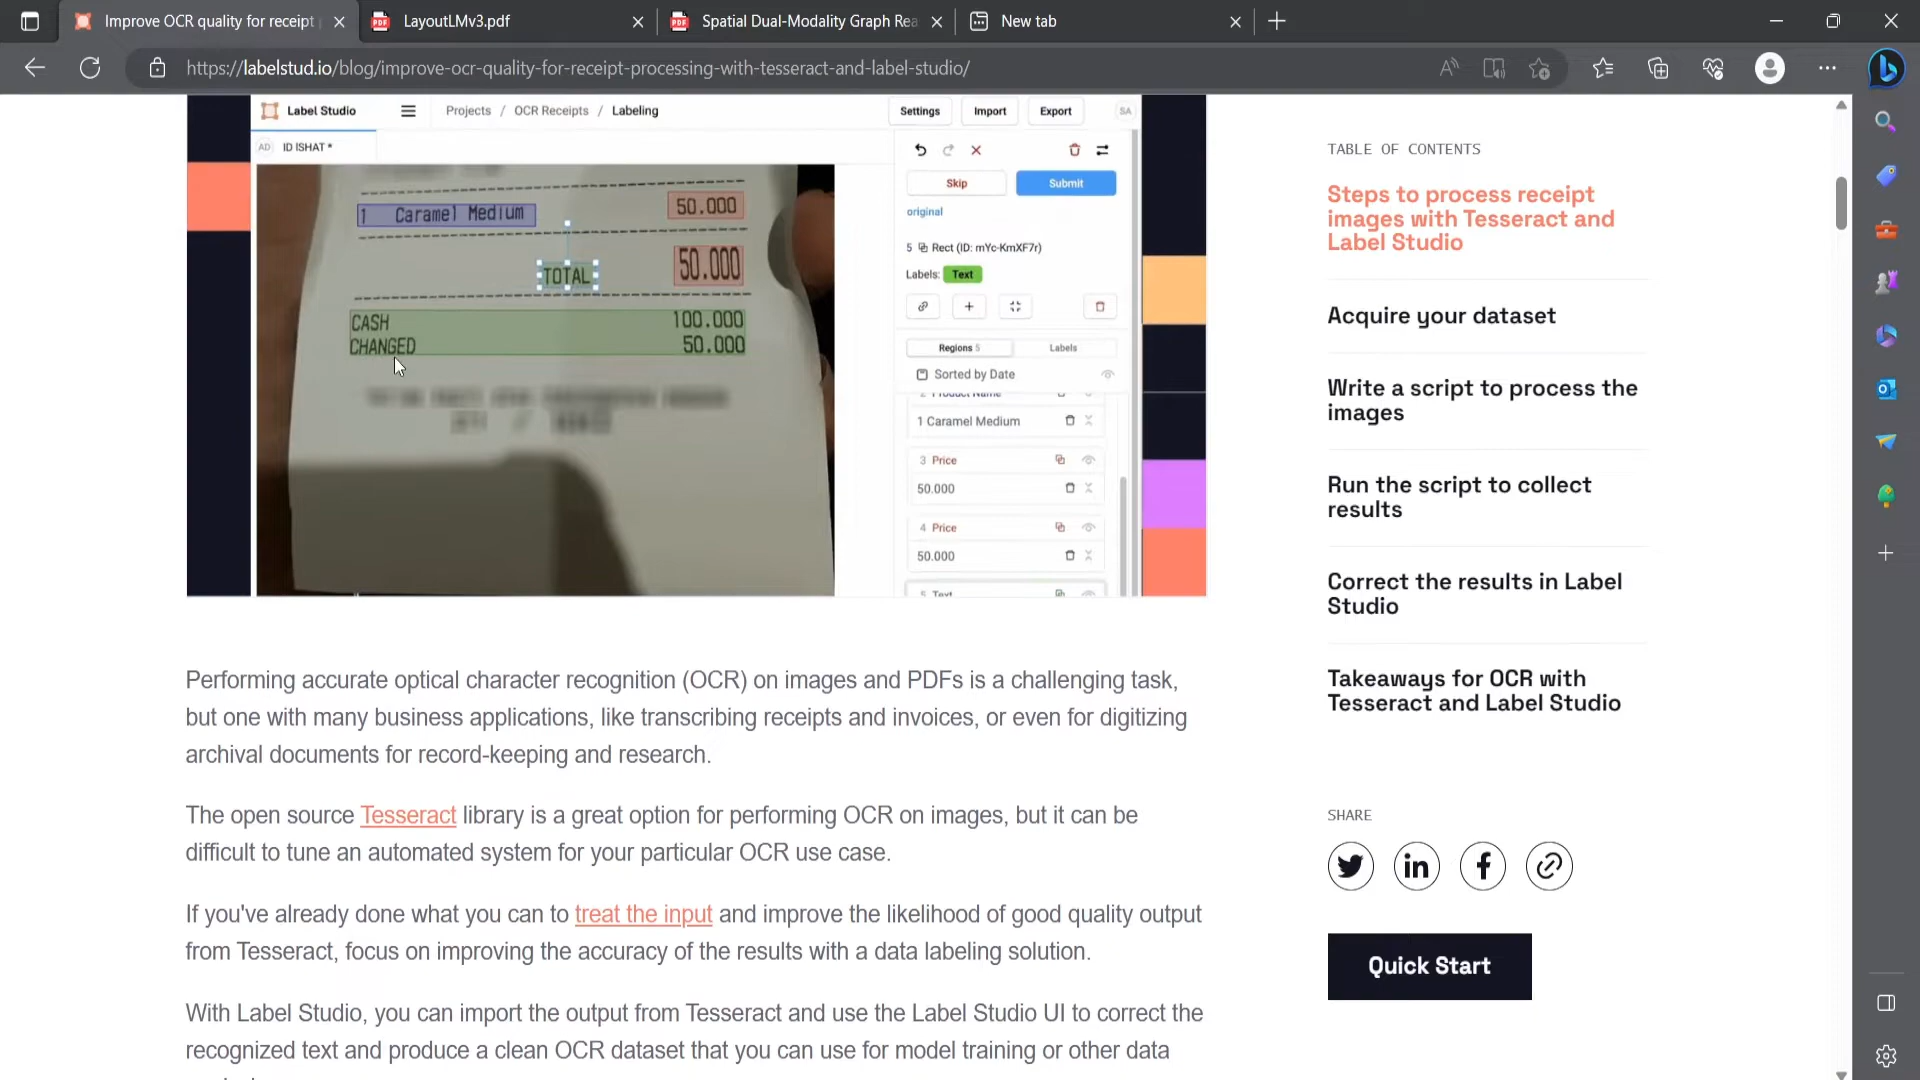 Improve OCR quality for receipt
LayoutLMv3.pdf
Spatial Dual-Modality Graph Rea
New tab
https://labelstud.io/blog/improve-ocr-quality-for-receipt-processing-with-tesseract-and-label-studio/
Label Studio
Projects / OCR Receipts / Labeling
Settings
Import
Export
SA
AD
ID ISHAT *
1 Caramel Medium 50.000
TOTAL 50.000
CASH 100.000
CHANGED 50.000
Skip
Submit
original
5 Rect (ID: mYc-KmXF7r)
Labels: Text
Regions 5
Labels
Sorted by Date
2 Product Name
1 Caramel Medium
3 Price
50.000
4 Price
50.000
5 Text
Performing accurate optical character recognition (OCR) on images and PDFs is a challenging task,
but one with many business applications, like transcribing receipts and invoices, or even for digitizing
archival documents for record-keeping and research.
The open source Tesseract library is a great option for performing OCR on images, but it can be
difficult to tune an automated system for your particular OCR use case.
If you've already done what you can to treat the input and improve the likelihood of good quality output
from Tesseract, focus on improving the accuracy of the results with a data labeling solution.
With Label Studio, you can import the output from Tesseract and use the Label Studio UI to correct the
recognized text and produce a clean OCR dataset that you can use for model training or other data
TABLE OF CONTENTS
Steps to process receipt
images with Tesseract and
Label Studio
Acquire your dataset
Write a script to process the
images
Run the script to collect
results
Correct the results in Label
Studio
Takeaways for OCR with
Tesseract and Label Studio
SHARE
Quick Start